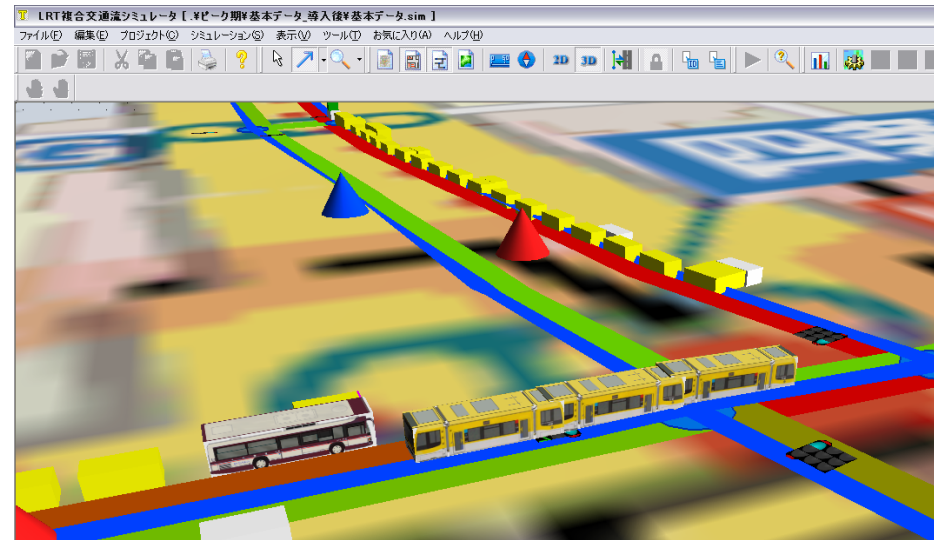 LRT複合交通流シミュレータ [ .¥ピーク期¥基本データ_導入後¥基本データ.sim ]
ファイル(F) 編集(E) プロジェクト(C) シミュレーション(S) 表示(V) ツール(T) お気に入り(A) ヘルプ(H)
2D 3D